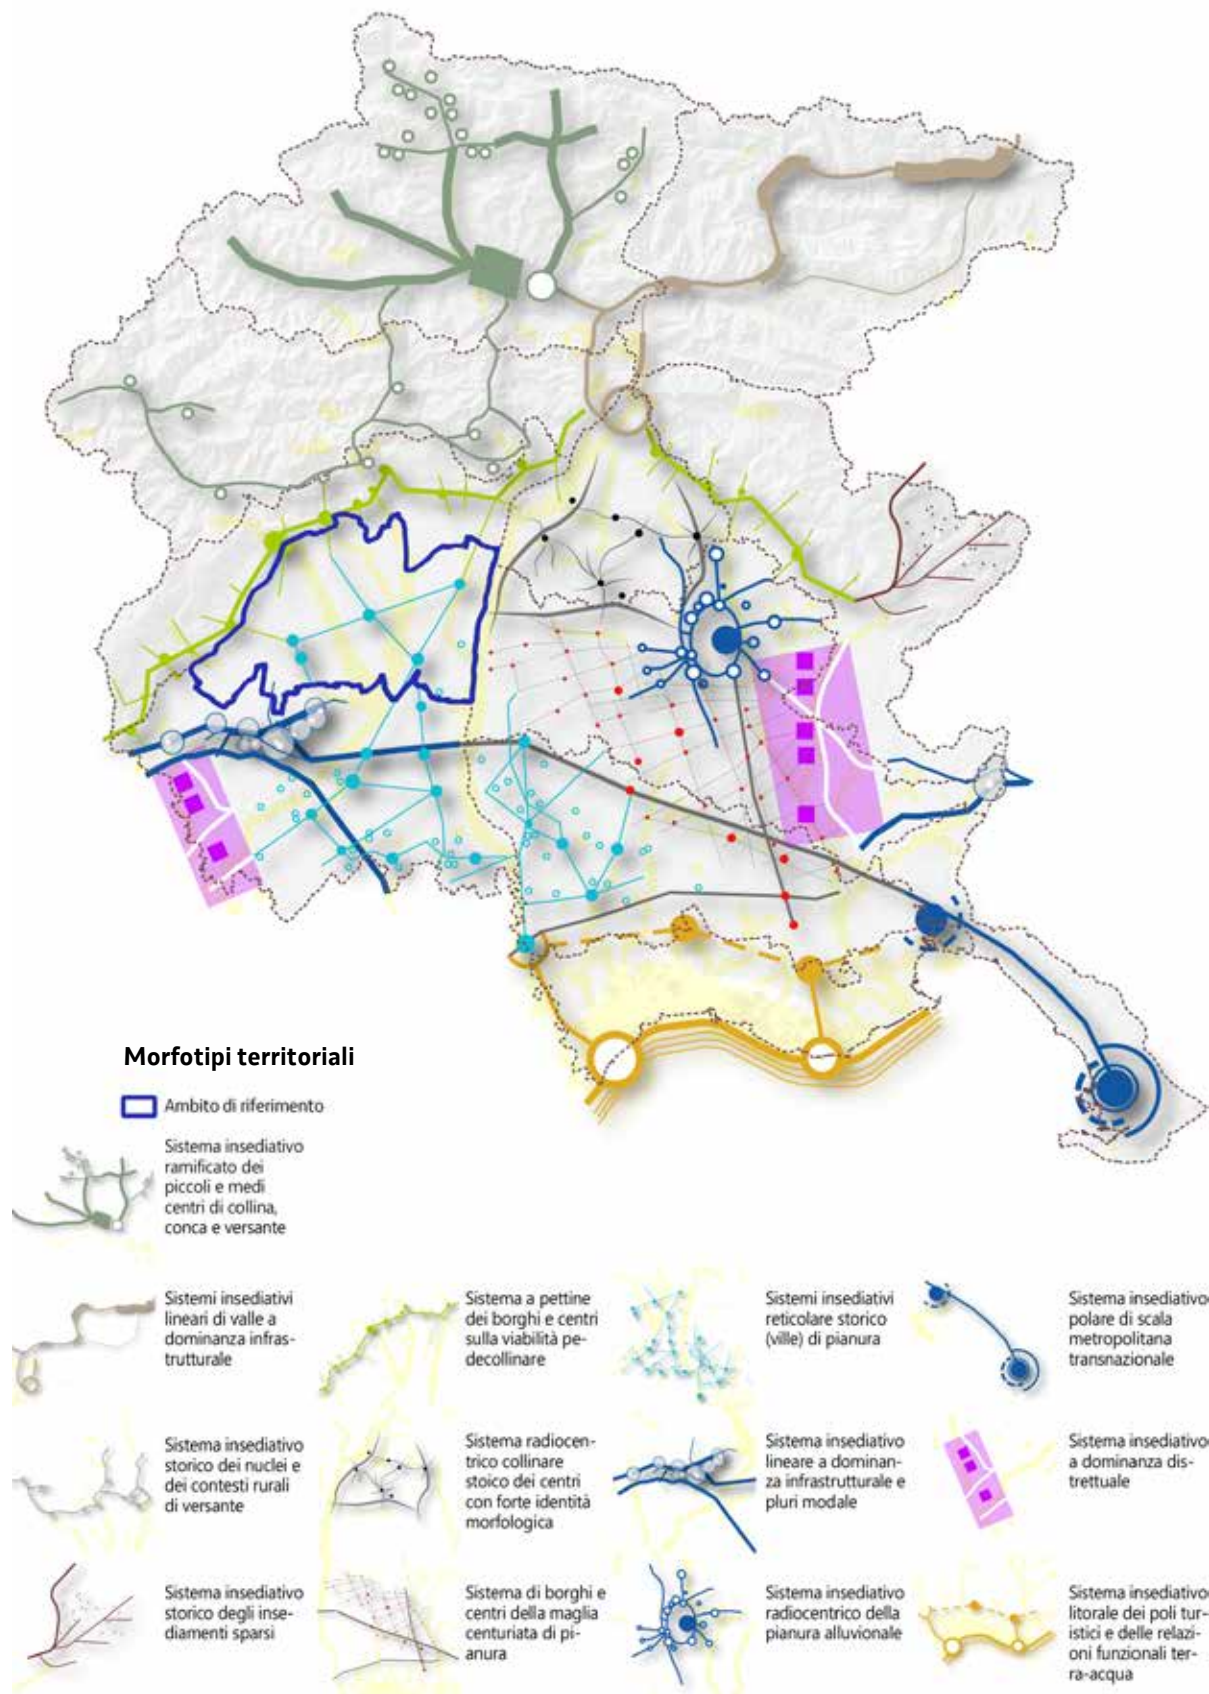 Morfotipi territoriali
Ambito di riferimento
Sistema insediativo
ramificato dei
piccoli e medi
centri di collina,
conca e versante
Sistemi insediativi
lineari di valle a
dominanza infras-
trutturale
Sistema a pettine
dei borghi e centri
sulla viabilità pe-
decollinare
Sistemi insediativi
reticolare storico
(ville) di pianura
Sistema insediativo
polare di scala
metropolitana
transnazionale
Sistema insediativo
storico dei nuclei e
dei contesti rurali
di versante
Sistema radiocen-
trico collinare
stoico dei centri
con forte identità
morfologica
Sistema insediativo
lineare a dominan-
za infrastrutturale e
pluri modale
Sistema insediativo
a dominanza dis-
trettuale
Sistema insediativo
storico degli inse-
diamenti sparsi
Sistema di borghi e
centri della maglia
centuriata di pi-
anura
Sistema insediativo
radiocentrico della
pianura alluvionale
Sistema insediativo
litorale dei poli tur-
istici e delle relazi-
oni funzionali ter-
ra-acqua